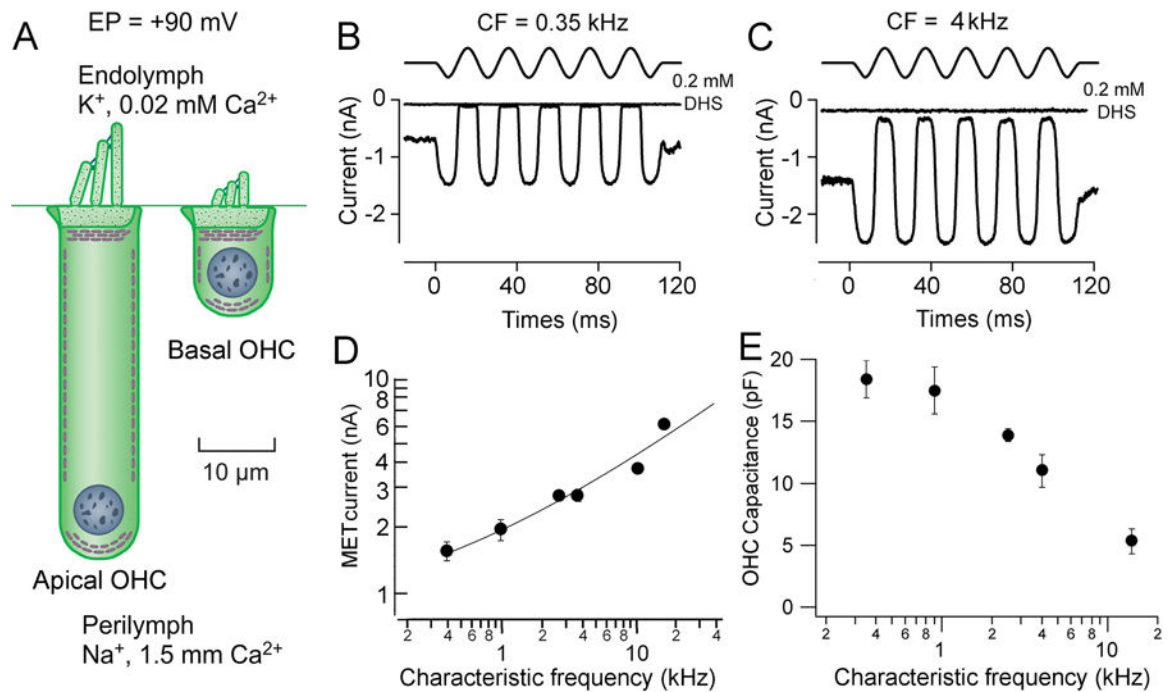 A
EP = +90 mV
Endolymph
K⁺, 0.02 mM Ca²⁺
Basal OHC
10 μm
Apical OHC
Perilymph
Na⁺, 1.5 mm Ca²⁺
B
CF = 0.35 kHz
0.2 mM
DHS
Current (nA)
0
-1
-2
0 40 80 120
Times (ms)
C
CF = 4 kHz
0.2 mM
DHS
Current (nA)
0
-1
-2
0 40 80 120
Times (ms)
D
MET current (nA)
10
8
6
4
3
2
1
2 4 6 8 1 2 4 6 8 10 2 4
Characteristic frequency (kHz)
E
OHC Capacitance (pF)
20
15
10
5
0
2 4 6 8 1 2 4 6 8 10 2
Characteristic frequency (kHz)